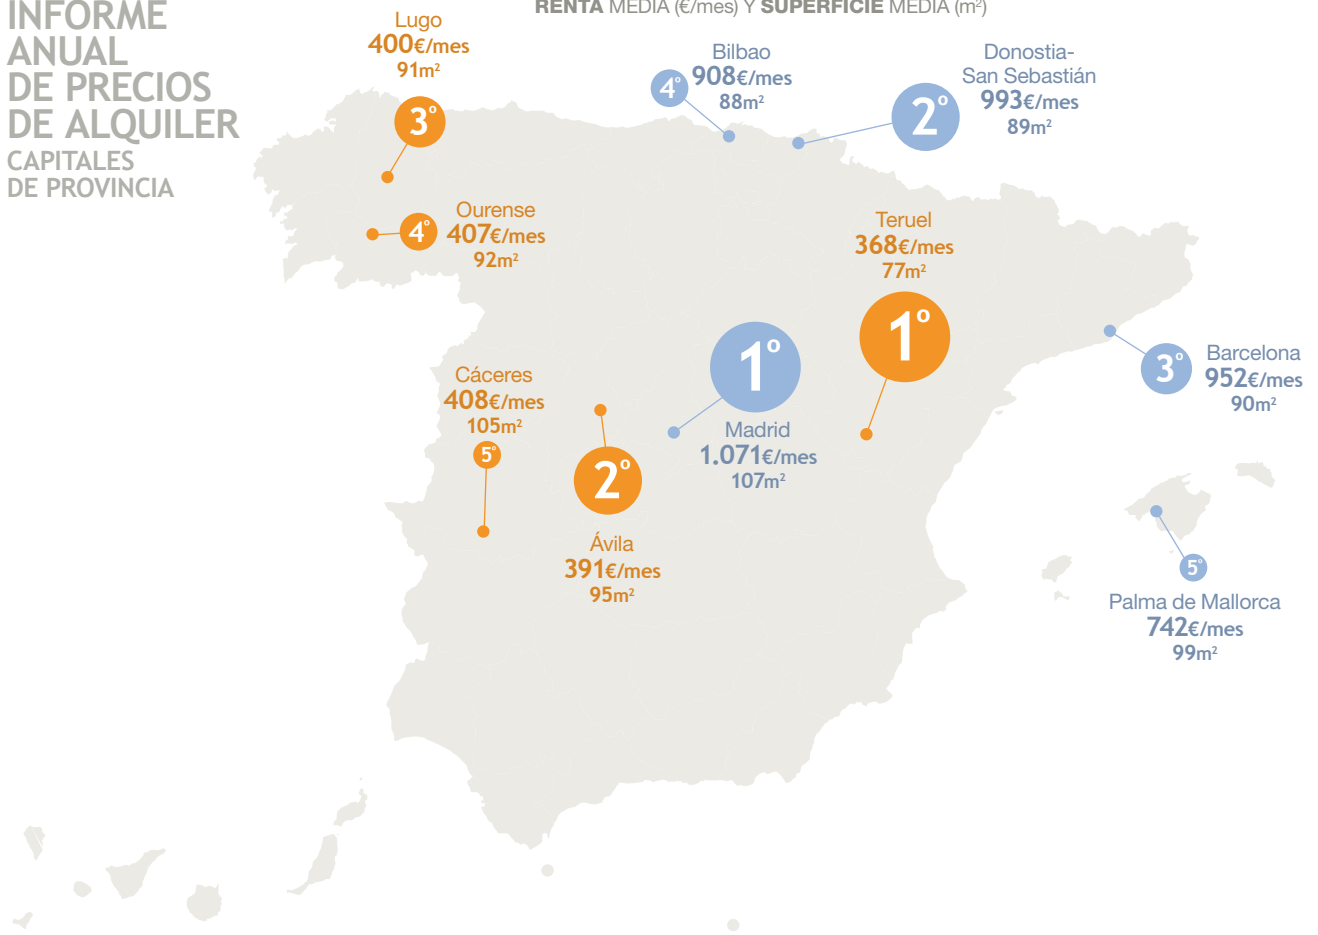 INFORME
ANUAL
DE PRECIOS
DE ALQUILER
CAPITALES
DE PROVINCIA
RENTA MEDIA (€/mes) Y SUPERFICIE MEDIA (m²)
Lugo
400€/mes
91m²
3º
Bilbao
908€/mes
88m²
4º
Donostia-
San Sebastián
993€/mes
89m²
2º
Ourense
407€/mes
92m²
4º
Teruel
368€/mes
77m²
1º
1º
Madrid
1.071€/mes
107m²
3º
Barcelona
952€/mes
90m²
Cáceres
408€/mes
105m²
5º
2º
Ávila
391€/mes
95m²
5º
Palma de Mallorca
742€/mes
99m²